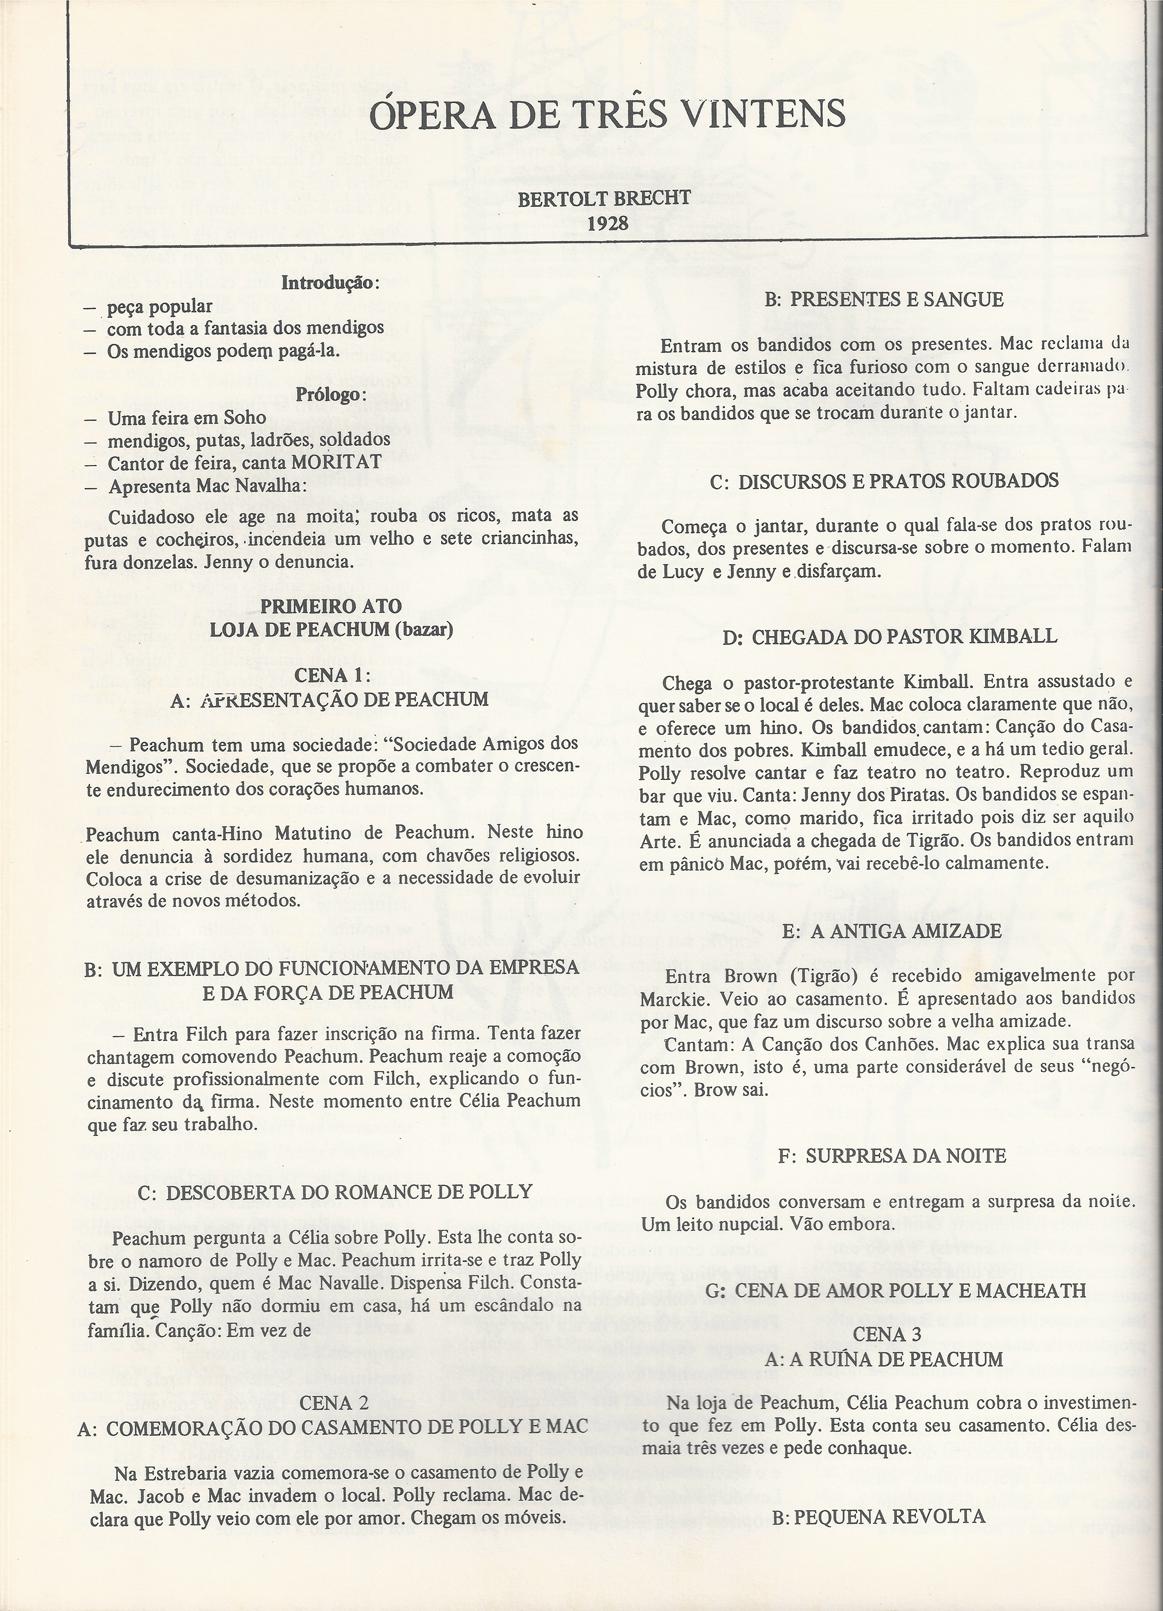 ÓPERA DE TRÊS VINTENS
BERTOLT BRECHT
1928
Introdução:
— peça popular
— com toda a fantasia dos mendigos
— Os mendigos podem pagá-la.
Prólogo:
— Uma feira em Soho
— mendigos, putas, ladrões, soldados
— Cantor de feira, canta MORITAT
— Apresenta Mac Navalha:
Cuidadoso ele age na moita; rouba os ricos, mata as
putas e cocheiros, incendeia um velho e sete criancinhas,
fura donzelas. Jenny o denuncia.
PRIMEIRO ATO
LOJA DE PEACHUM (bazar)
CENA 1:
A: APRESENTAÇÃO DE PEACHUM
— Peachum tem uma sociedade: “Sociedade Amigos dos
Mendigos”. Sociedade, que se propõe a combater o crescen-
te endurecimento dos corações humanos.
Peachum canta-Hino Matutino de Peachum. Neste hino
ele denuncia à sordidez humana, com chavões religiosos.
Coloca a crise de desumanização e a necessidade de evoluir
através de novos métodos.
B: UM EXEMPLO DO FUNCIONAMENTO DA EMPRESA
E DA FORÇA DE PEACHUM
— Entra Filch para fazer inscrição na firma. Tenta fazer
chantagem comovendo Peachum. Peachum reaje a comoção
e discute profissionalmente com Filch, explicando o fun-
cinamento da firma. Neste momento entre Célia Peachum
que faz seu trabalho.
C: DESCOBERTA DO ROMANCE DE POLLY
Peachum pergunta a Célia sobre Polly. Esta lhe conta so-
bre o namoro de Polly e Mac. Peachum irrita-se e traz Polly
a si. Dizendo, quem é Mac Navalle. Dispensa Filch. Consta-
tam que Polly não dormiu em casa, há um escândalo na
família. Canção: Em vez de
CENA 2
A: COMEMORAÇÃO DO CASAMENTO DE POLLY E MAC
Na Estrebaria vazia comemora-se o casamento de Polly e
Mac. Jacob e Mac invadem o local. Polly reclama. Mac de-
clara que Polly veio com ele por amor. Chegam os móveis.
B: PRESENTES E SANGUE
Entram os bandidos com os presentes. Mac reclama da
mistura de estilos e fica furioso com o sangue derramado.
Polly chora, mas acaba aceitando tudo. Faltam cadeiras pa-
ra os bandidos que se trocam durante o jantar.
C: DISCURSOS E PRATOS ROUBADOS
Começa o jantar, durante o qual fala-se dos pratos rou-
bados, dos presentes e discursa-se sobre o momento. Falam
de Lucy e Jenny e disfarçam.
D: CHEGADA DO PASTOR KIMBALL
Chega o pastor-protestante Kimball. Entra assustado e
quer saber se o local é deles. Mac coloca claramente que não,
e oferece um hino. Os bandidos cantam: Canção do Casa-
mento dos pobres. Kimball emudece, e a há um tedio geral.
Polly resolve cantar e faz teatro no teatro. Reproduz um
bar que viu. Canta: Jenny dos Piratas. Os bandidos se espan-
tam e Mac, como marido, fica irritado pois diz ser aquilo
Arte. É anunciada a chegada de Tigrão. Os bandidos entram
em pânico Mac, porém, vai recebê-lo calmamente.
E: A ANTIGA AMIZADE
Entra Brown (Tigrão) é recebido amigavelmente por
Marckie. Veio ao casamento. É apresentado aos bandidos
por Mac, que faz um discurso sobre a velha amizade.
Cantam: A Canção dos Canhões. Mac explica sua transa
com Brown, isto é, uma parte considerável de seus “negó-
cios”. Brow sai.
F: SURPRESA DA NOITE
Os bandidos conversam e entregam a surpresa da noite.
Um leito nupcial. Vão embora.
G: CENA DE AMOR POLLY E MACHEATH
CENA 3
A: A RUÍNA DE PEACHUM
Na loja de Peachum, Célia Peachum cobra o investimen-
to que fez em Polly. Esta conta seu casamento. Célia des-
maia três vezes e pede conhaque.
B: PEQUENA REVOLTA